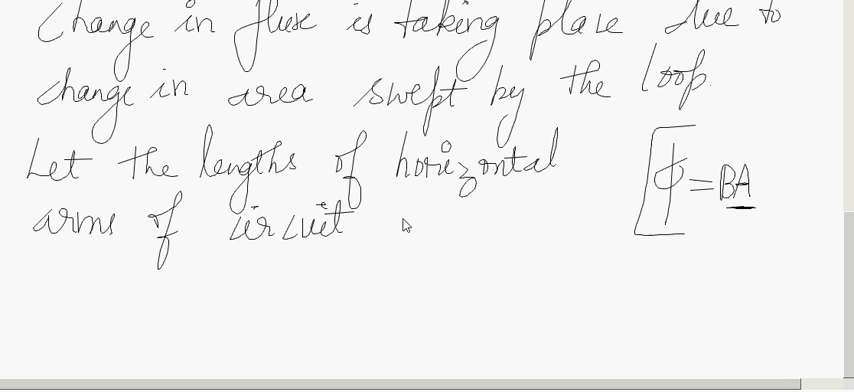 Change in flux is taking place due to
change in area swept by the loop.
Let the lengths of horizontal
arms of circuit
ϕ = BA